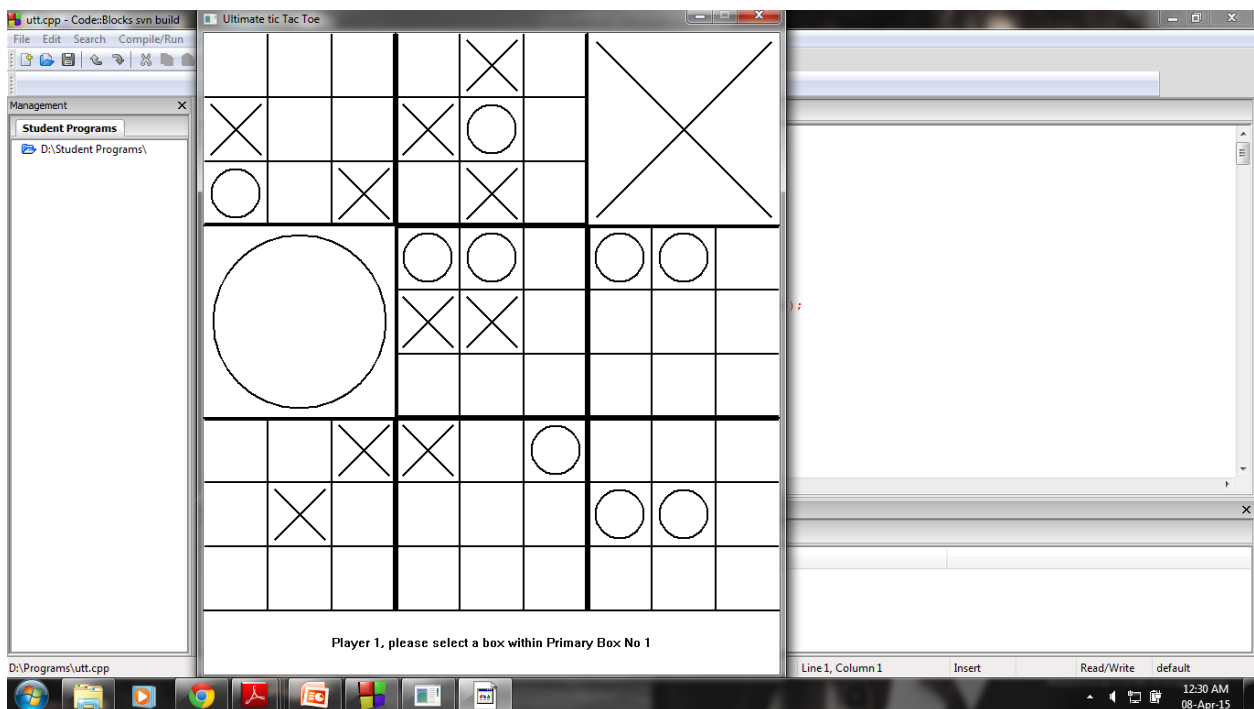 utt.cpp - Code::Blocks svn build
Ultimate tic Tac Toe
File Edit Search Compile/Run
Management
Student Programs
D:\Student Programs\
);
Player 1, please select a box within Primary Box No 1
D:\Programs\utt.cpp
Line 1, Column 1
Insert
Read/Write
default
12:30 AM
08-Apr-15